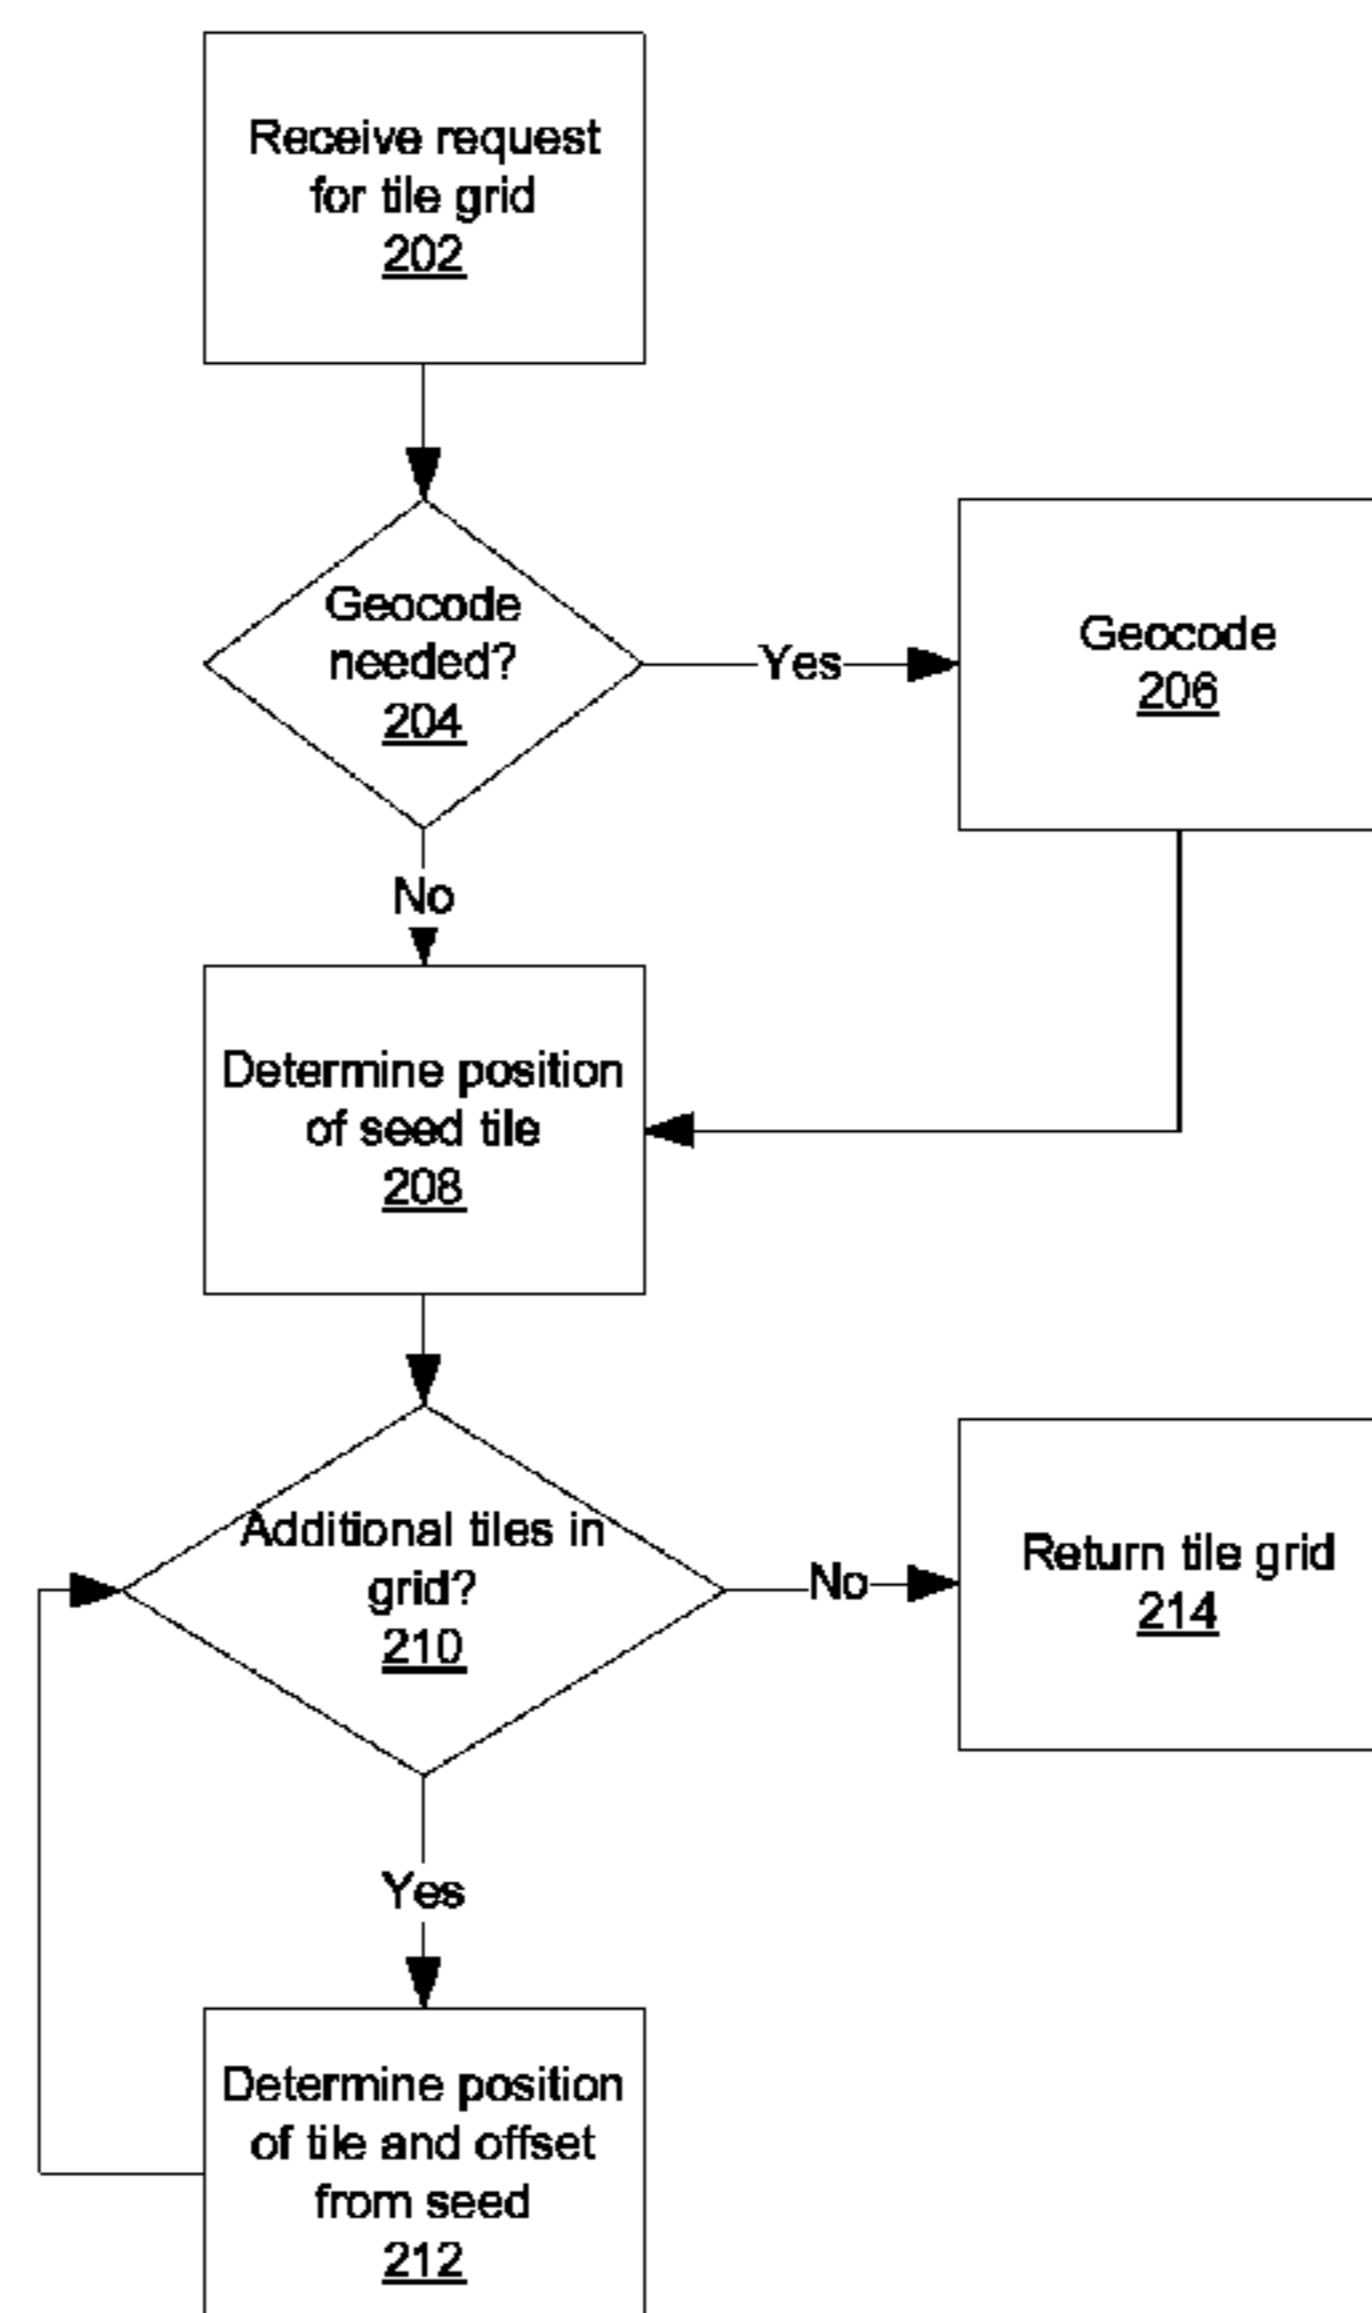 Receive request
for tile grid
202
Geocode
needed?
204
Yes
Geocode
206
No
Determine position
of seed tile
208
Additional tiles in
grid?
210
No
Return tile grid
214
Yes
Determine position
of tile and offset
from seed
212